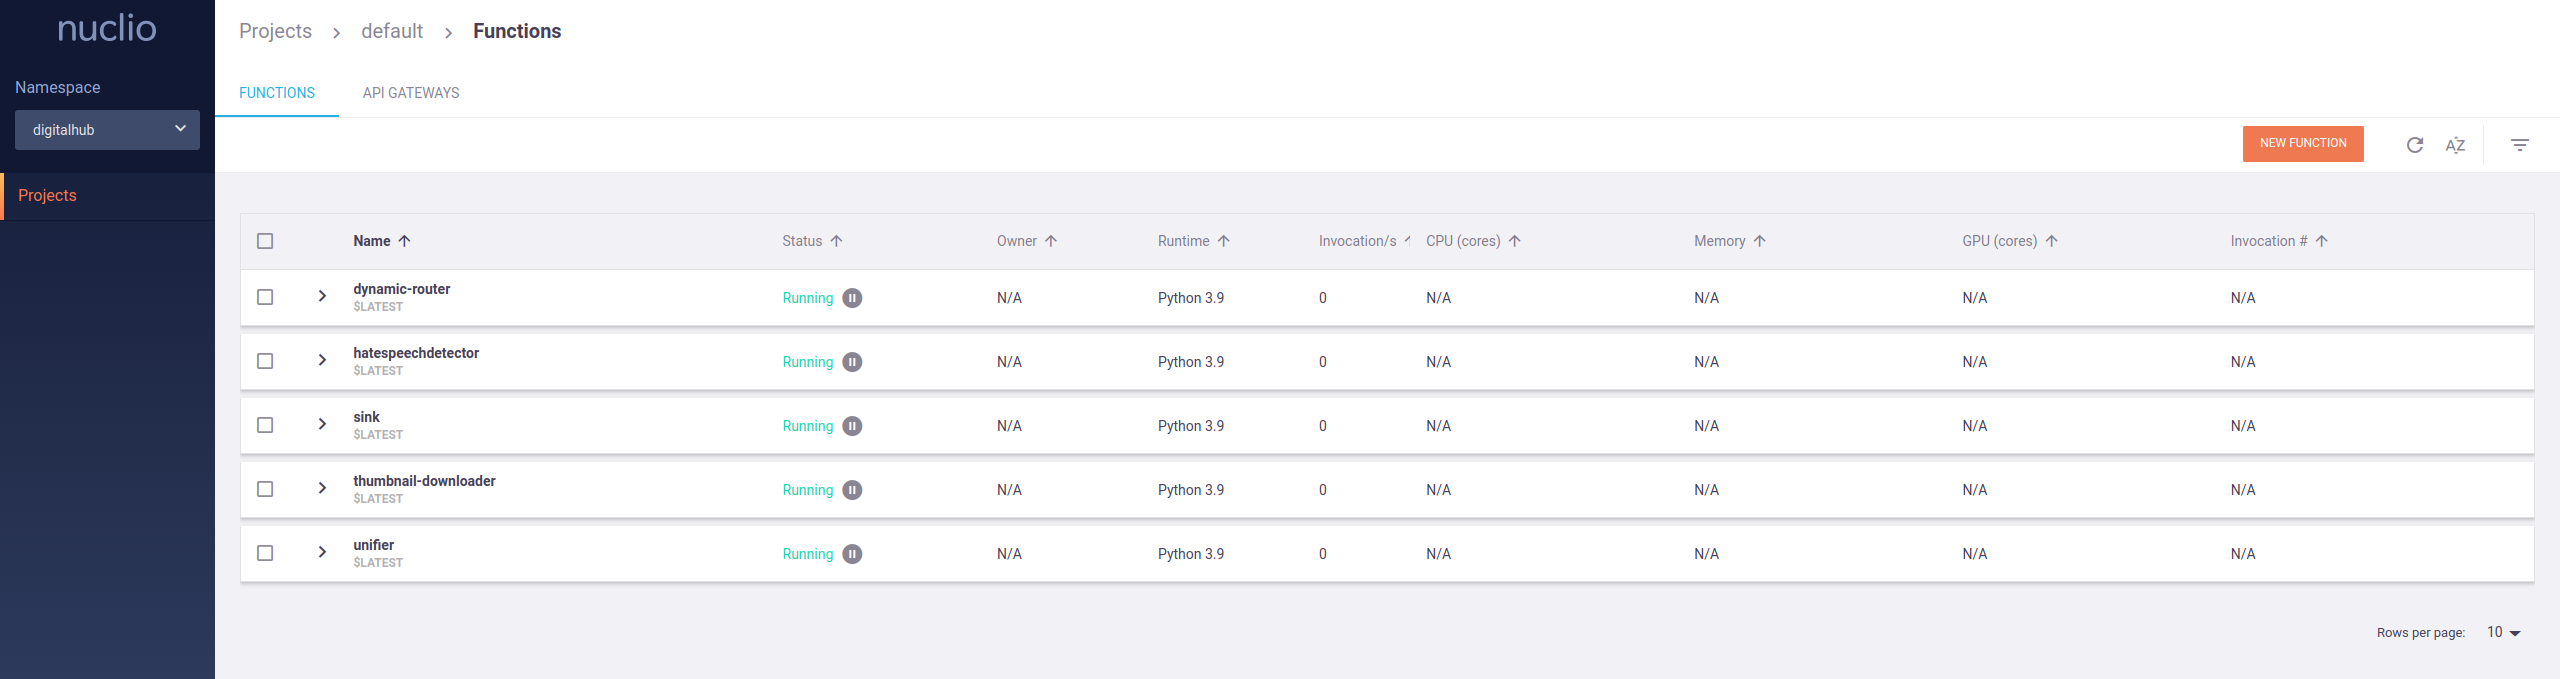 nuclio
Namespace
digitalhub
Projects
Projects > default > Functions
FUNCTIONS API GATEWAYS
NEW FUNCTION
AZ
Name Status Owner Runtime Invocation/s CPU (cores) Memory GPU (cores) Invocation #
dynamic-router
$LATEST
Running N/A Python 3.9 0 N/A N/A N/A N/A
hatespeechdetector
$LATEST
Running N/A Python 3.9 0 N/A N/A N/A N/A
sink
$LATEST
Running N/A Python 3.9 0 N/A N/A N/A N/A
thumbnail-downloader
$LATEST
Running N/A Python 3.9 0 N/A N/A N/A N/A
unifier
$LATEST
Running N/A Python 3.9 0 N/A N/A N/A N/A
Rows per page: 10